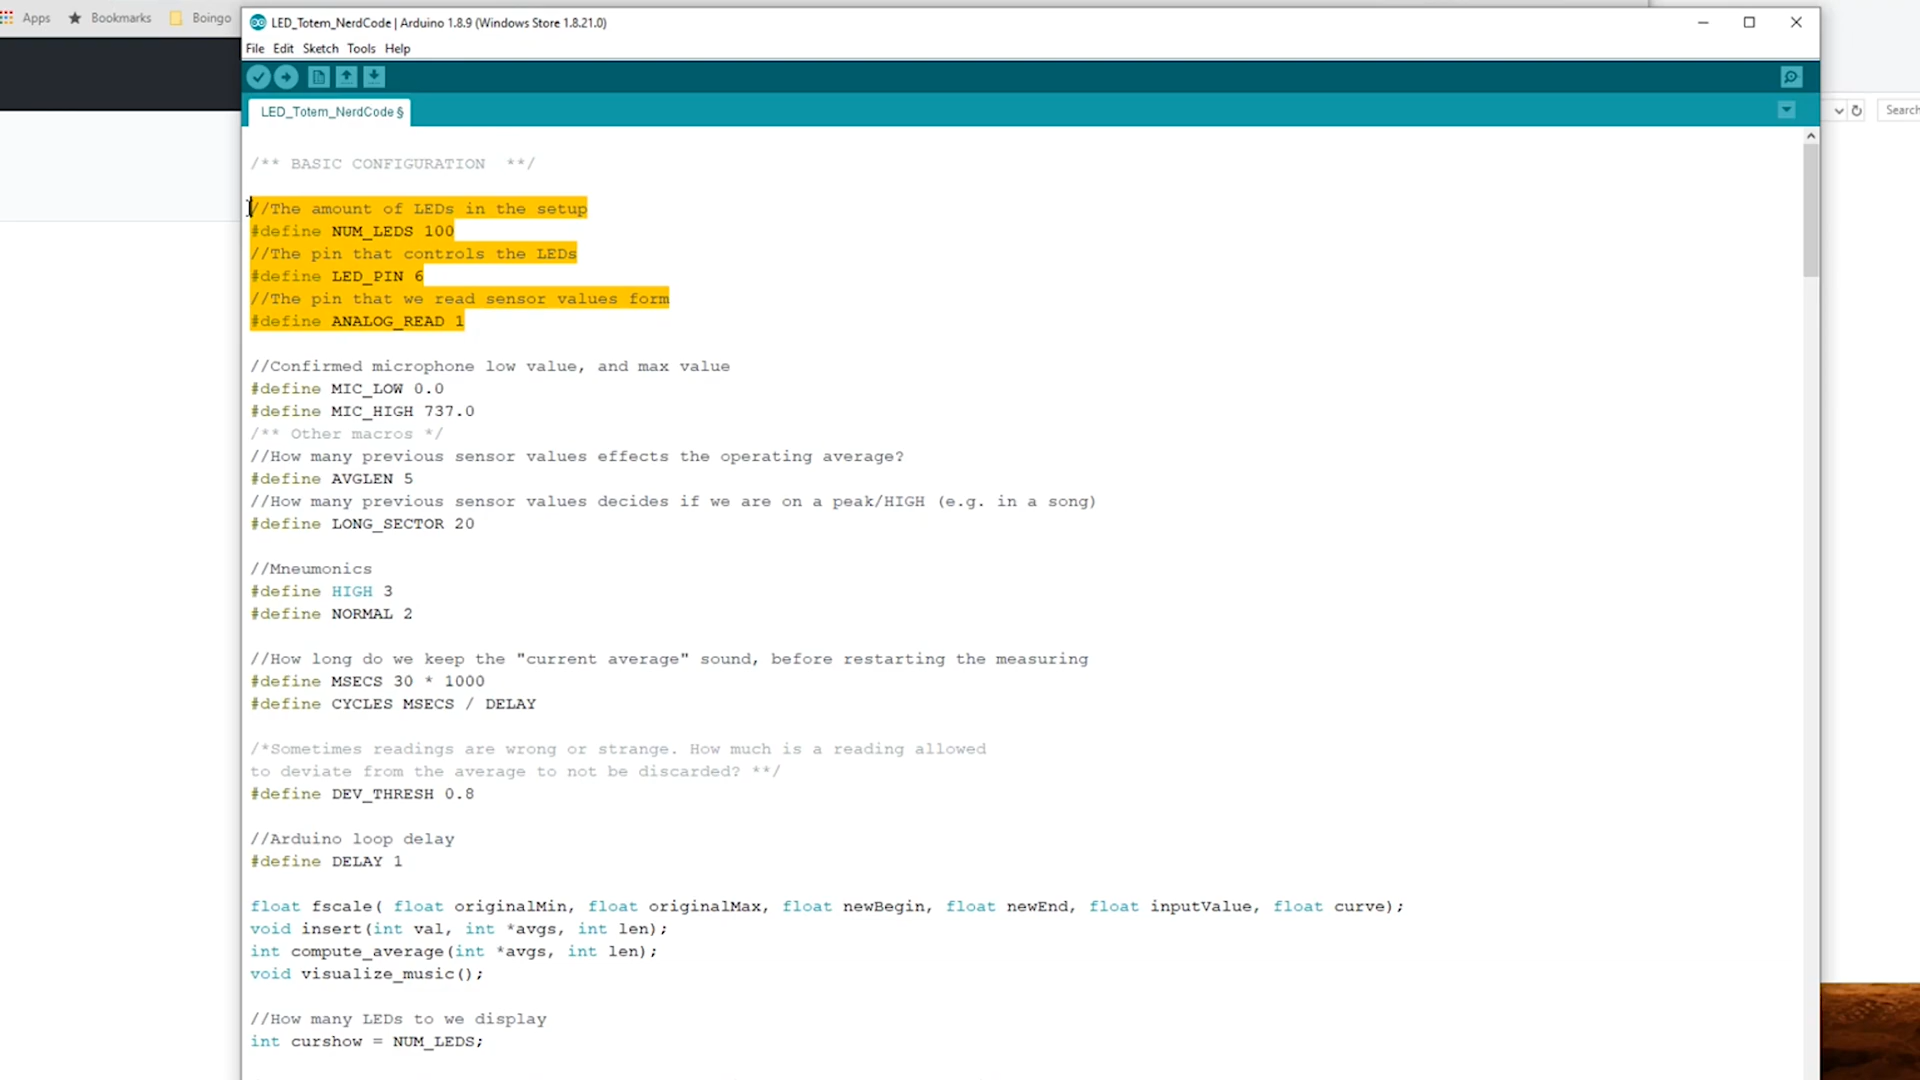 Apps Bookmarks Boingo
LED_Totem_NerdCode | Arduino 1.8.9 (Windows Store 1.8.21.0)
File Edit Sketch Tools Help
LED_Totem_NerdCode §
Search
/** BASIC CONFIGURATION  **/
//The amount of LEDs in the setup
#define NUM_LEDS 100
//The pin that controls the LEDs
#define LED_PIN 6
//The pin that we read sensor values form
#define ANALOG_READ 1
//Confirmed microphone low value, and max value
#define MIC_LOW 0.0
#define MIC_HIGH 737.0
/** Other macros */
//How many previous sensor values effects the operating average?
#define AVGLEN 5
//How many previous sensor values decides if we are on a peak/HIGH (e.g. in a song)
#define LONG_SECTOR 20
//Mneumonics
#define HIGH 3
#define NORMAL 2
//How long do we keep the "current average" sound, before restarting the measuring
#define MSECS 30 * 1000
#define CYCLES MSECS / DELAY
/*Sometimes readings are wrong or strange. How much is a reading allowed
to deviate from the average to not be discarded? **/
#define DEV_THRESH 0.8
//Arduino loop delay
#define DELAY 1
float fscale( float originalMin, float originalMax, float newBegin, float newEnd, float inputValue, float curve);
void insert(int val, int *avgs, int len);
int compute_average(int *avgs, int len);
void visualize_music();
//How many LEDs to we display
int curshow = NUM_LEDS;